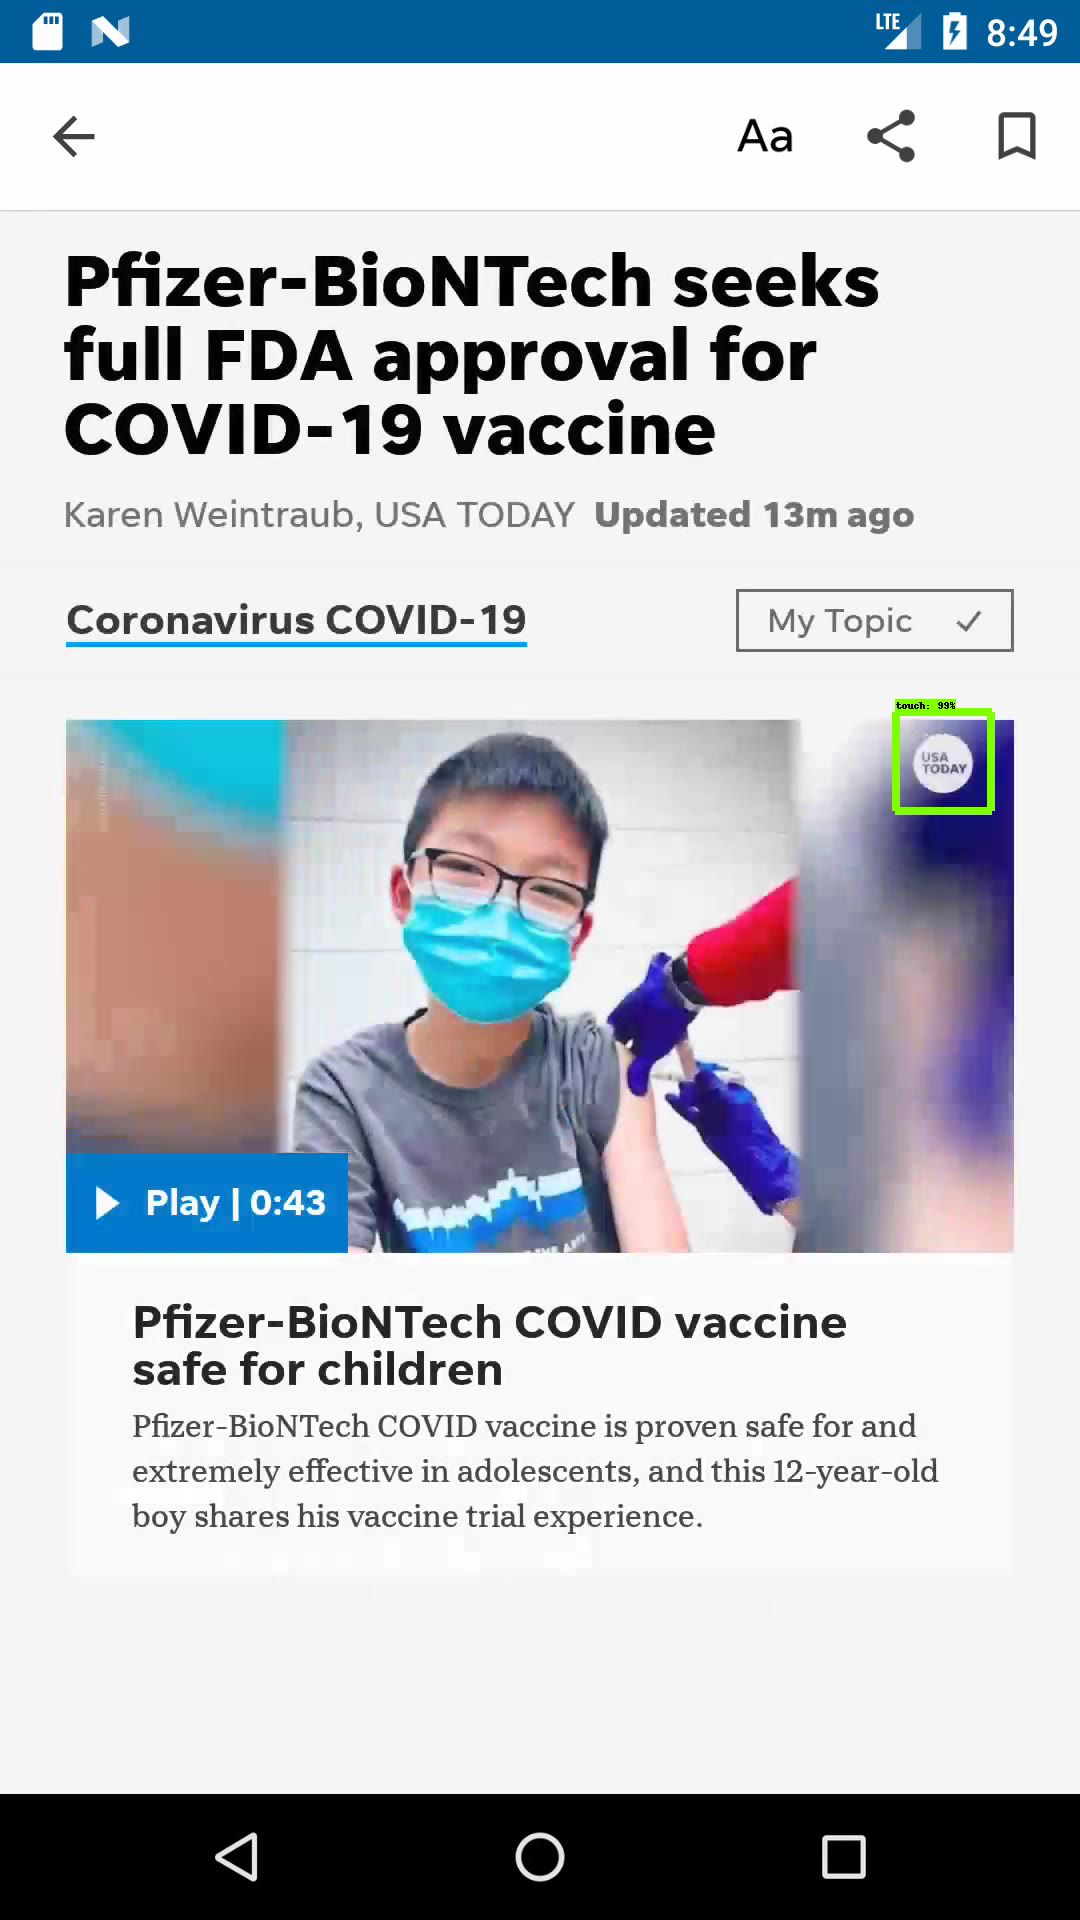 LTE 8:49
Aa
Pfizer-BioNTech seeks
full FDA approval for
COVID-19 vaccine
Karen Weintraub, USA TODAY Updated 13m ago
Coronavirus COVID-19
My Topic
touch: 99%
USA
TODAY
Play | 0:43
Pfizer-BioNTech COVID vaccine
safe for children
Pfizer-BioNTech COVID vaccine is proven safe for and
extremely effective in adolescents, and this 12-year-old
boy shares his vaccine trial experience.